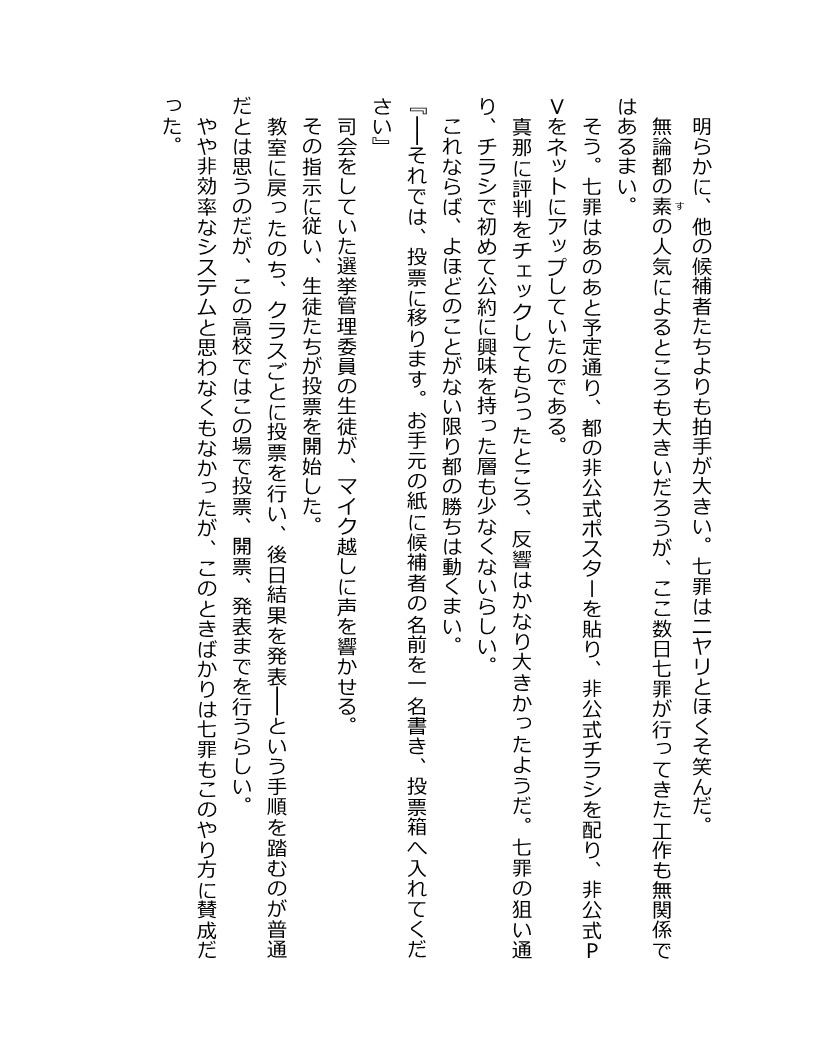 明らかに、他の候補者たちよりも拍手が大きい。七罪はニヤリとほくそ笑んだ。
無論都の素の人気によるところも大きいだろうが、ここ数日七罪が行ってきた工作も無関係で
す
はあるまい。
そう。七罪はあのあと予定通り、都の非公式ポスターを貼り、非公式チラシを配り、非公式Ｐ
Ｖをネットにアップしていたのである。
真那に評判をチェックしてもらったところ、反響はかなり大きかったようだ。七罪の狙い通
り、チラシで初めて公約に興味を持った層も少なくないらしい。
これならば、よほどのことがない限り都の勝ちは動くまい。
『――それでは、投票に移ります。お手元の紙に候補者の名前を一名書き、投票箱へ入れてくだ
さい』
司会をしていた選挙管理委員の生徒が、マイク越しに声を響かせる。
その指示に従い、生徒たちが投票を開始した。
教室に戻ったのち、クラスごとに投票を行い、後日結果を発表――という手順を踏むのが普通
だとは思うのだが、この高校ではこの場で投票、開票、発表までを行うらしい。
やや非効率なシステムと思わなくもなかったが、このときばかりは七罪もこのやり方に賛成だ
った。